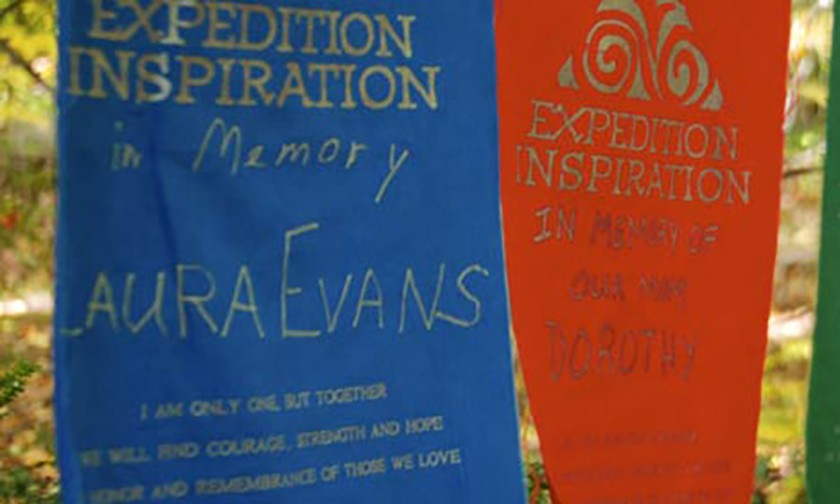 EXPEDITION
INSPIRATION
in Memory
LAURA EVANS
I AM ONLY ONE, BUT TOGETHER
WE WILL FIND COURAGE, STRENGTH AND HOPE
HONOR AND REMEMBRANCE OF THOSE WE LOVE
EXPEDITION
INSPIRATION
IN MEMORY OF
OUR MOM
DOROTHY